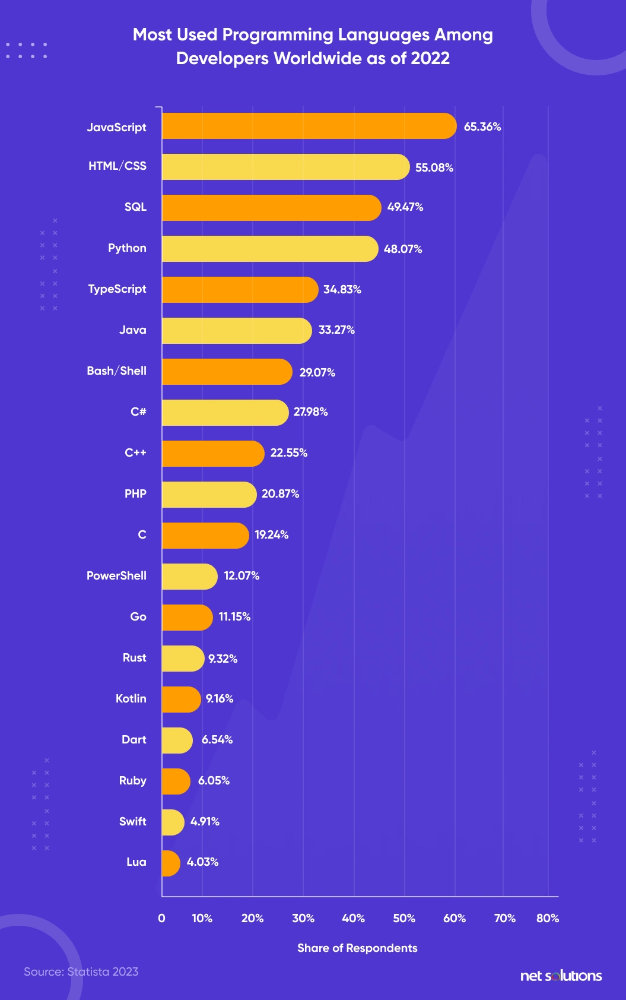 Most Used Programming Languages Among
Developers Worldwide as of 2022
JavaScript 65.36%
HTML/CSS 55.08%
SQL 49.47%
Python 48.07%
TypeScript 34.83%
Java 33.27%
Bash/Shell 29.07%
C# 27.98%
C++ 22.55%
PHP 20.87%
C 19.24%
PowerShell 12.07%
Go 11.15%
Rust 9.32%
Kotlin 9.16%
Dart 6.54%
Ruby 6.05%
Swift 4.91%
Lua 4.03%
0 10% 20% 30% 40% 50% 60% 70% 80%
Share of Respondents
Source: Statista 2023
net solutions